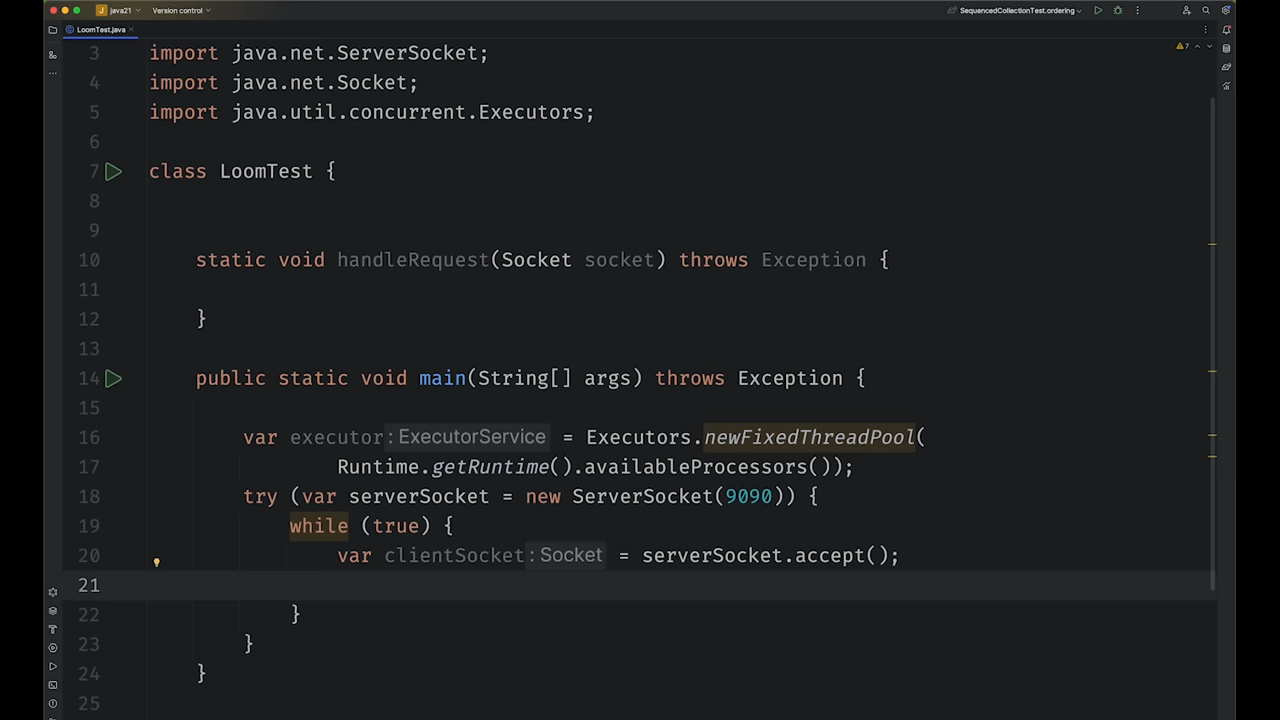 J java21 Version control SequencedCollectionTest.ordering
LoomTest.java
7
3 import java.net.ServerSocket;
4 import java.net.Socket;
5 import java.util.concurrent.Executors;
6
7 class LoomTest {
8
9
10 static void handleRequest(Socket socket) throws Exception {
11
12 }
13
14 public static void main(String[] args) throws Exception {
15
16 var executor : ExecutorService = Executors.newFixedThreadPool(
17 Runtime.getRuntime().availableProcessors());
18 try (var serverSocket = new ServerSocket(9090)) {
19 while (true) {
20 var clientSocket : Socket = serverSocket.accept();
21
22 }
23 }
24 }
25